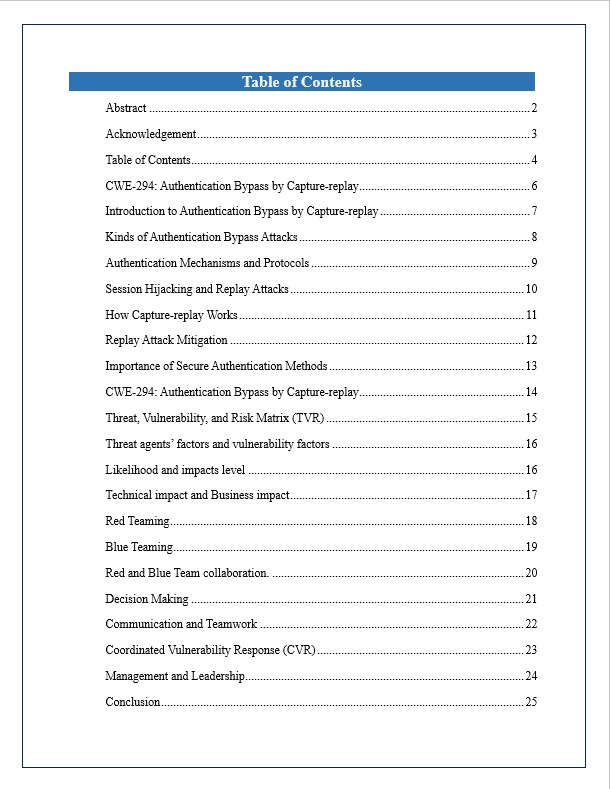 Table of Contents
Abstract ........ 2
Acknowledgement ........ 3
Table of Contents ........ 4
CWE-294: Authentication Bypass by Capture-replay ........ 6
Introduction to Authentication Bypass by Capture-replay ........ 7
Kinds of Authentication Bypass Attacks ........ 8
Authentication Mechanisms and Protocols ........ 9
Session Hijacking and Replay Attacks ........ 10
How Capture-replay Works ........ 11
Replay Attack Mitigation ........ 12
Importance of Secure Authentication Methods ........ 13
CWE-294: Authentication Bypass by Capture-replay ........ 14
Threat, Vulnerability, and Risk Matrix (TVR) ........ 15
Threat agents’ factors and vulnerability factors ........ 16
Likelihood and impacts level ........ 16
Technical impact and Business impact ........ 17
Red Teaming ........ 18
Blue Teaming ........ 19
Red and Blue Team collaboration. ........ 20
Decision Making ........ 21
Communication and Teamwork ........ 22
Coordinated Vulnerability Response (CVR) ........ 23
Management and Leadership ........ 24
Conclusion ........ 25